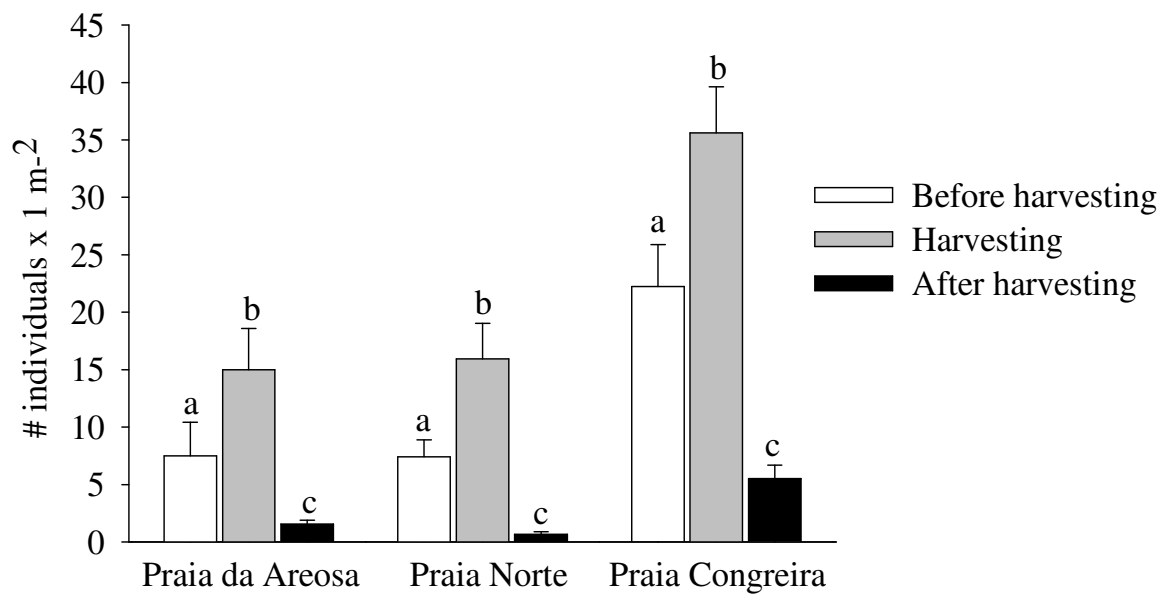 45
40
35
30
25
20
15
10
5
0
# individuals x 1 m-2
a
b
c
a
b
c
a
b
c
Praia da Areosa
Praia Norte
Praia Congreira
Before harvesting
Harvesting
After harvesting